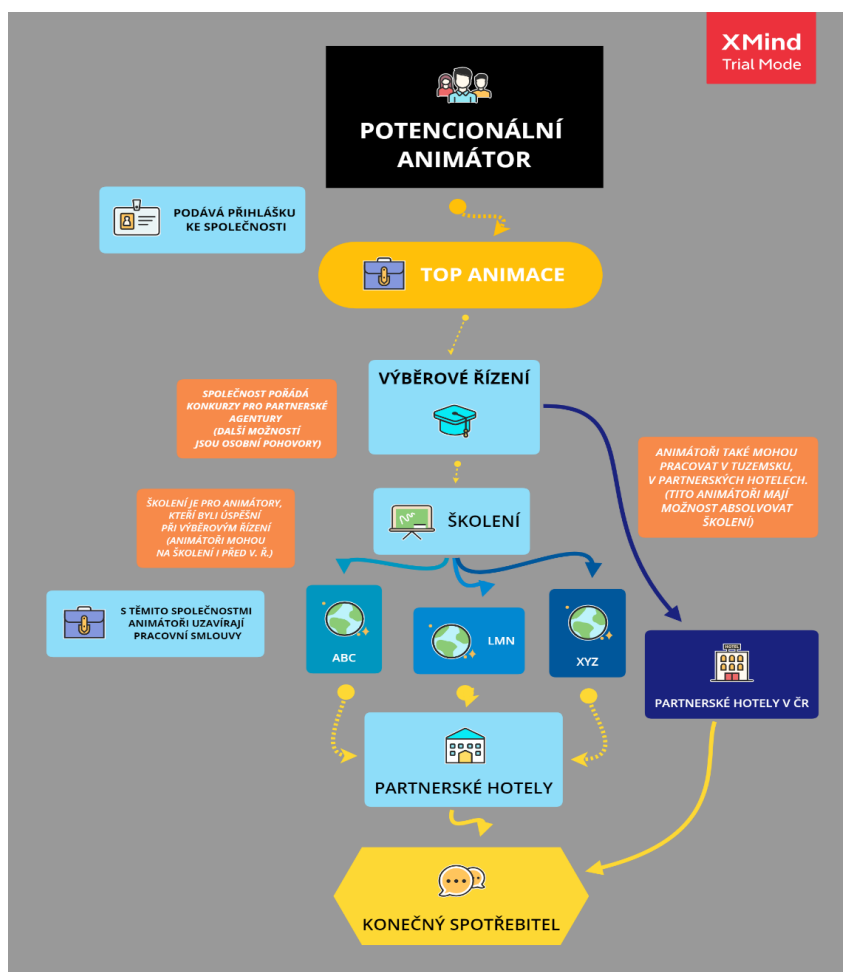 XMind
Trial Mode
POTENCIONÁLNÍ
ANIMÁTOR
PODÁVÁ PŘIHLÁŠKU
KE SPOLEČNOSTI
TOP ANIMACE
VÝBĚROVÉ ŘÍZENÍ
SPOLEČNOST POŘÁDÁ
KONKURZY PRO PARTNERSKÉ
AGENTURY
(DALŠÍ MOŽNOSTÍ
JSOU OSOBNÍ POHOVORY)
ANIMÁTOŘI TAKÉ MOHOU
PRACOVAT V TUZEMSKU,
V PARTNERSKÝCH HOTELECH.
(TITO ANIMÁTOŘI MAJÍ
MOŽNOST ABSOLVOVAT
ŠKOLENÍ)
ŠKOLENÍ JE PRO ANIMÁTORY,
KTEŘÍ BYLI ÚSPĚŠNÍ
PŘI VÝBĚROVÝM ŘÍZENÍ
(ANIMÁTOŘI MOHOU
NA ŠKOLENÍ I PŘED V. Ř.)
ŠKOLENÍ
S TĚMITO SPOLEČNOSTMI
ANIMÁTOŘI UZAVÍRAJÍ
PRACOVNÍ SMLOUVY
ABC
LMN
XYZ
HOTEL
PARTNERSKÉ HOTELY V ČR
PARTNERSKÉ HOTELY
KONEČNÝ SPOTŘEBITEL